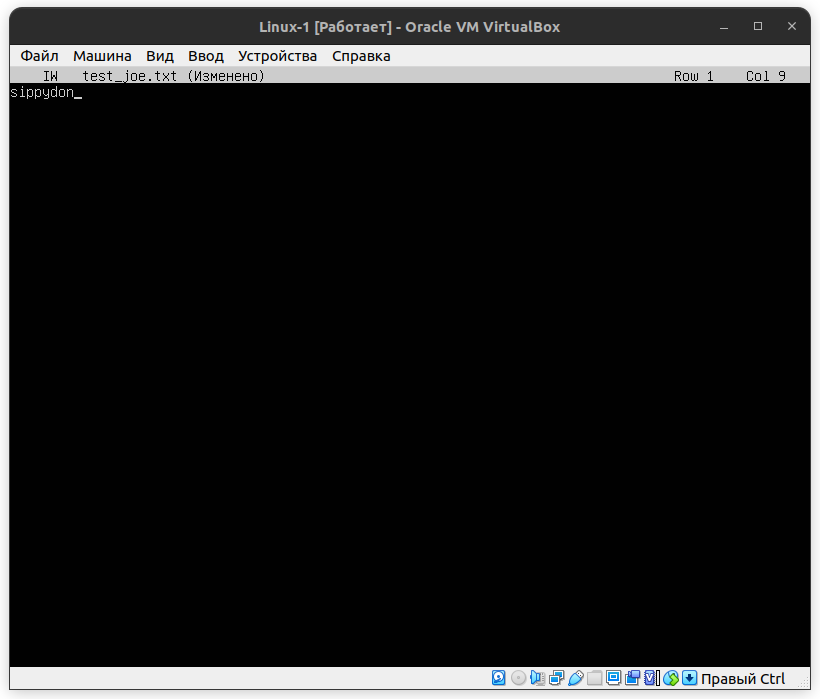 Linux-1 [Работает] - Oracle VM VirtualBox
Файл Машина Вид Ввод Устройства Справка
IW test_joe.txt (Изменено) Row 1 Col 9
sippydon_
Правый Ctrl